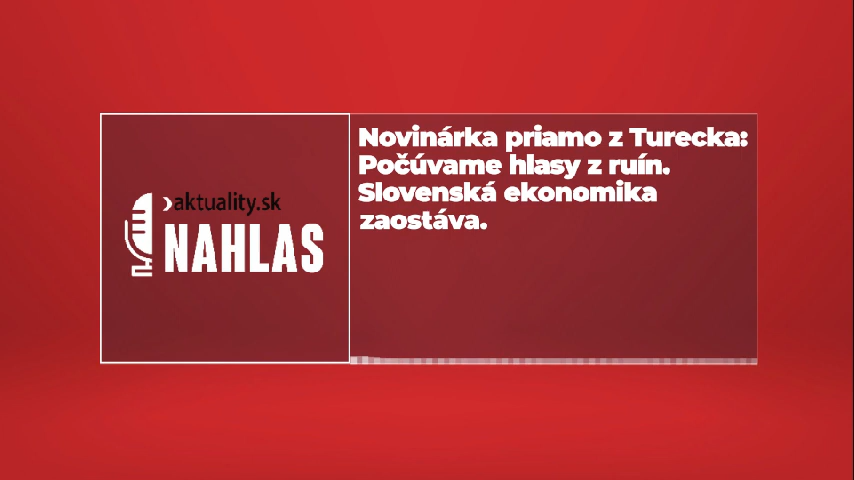 aktuality.sk
NAHLAS
Novinárka priamo z Turecka:
Počúvame hlasy z ruín.
Slovenská ekonomika
zaostáva.